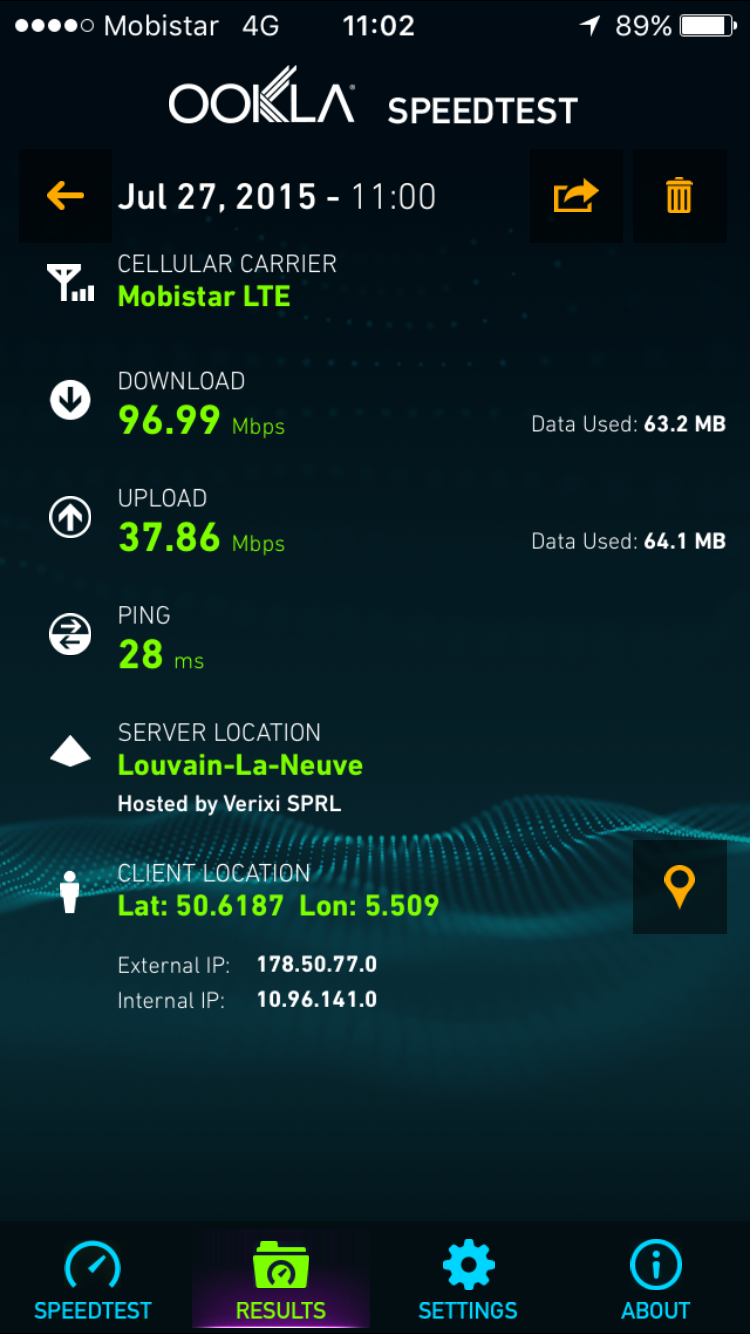 Mobistar 4G 11:02 89%
OOKLA® SPEEDTEST
Jul 27, 2015 - 11:00
CELLULAR CARRIER
Mobistar LTE
DOWNLOAD
96.99 Mbps Data Used: 63.2 MB
UPLOAD
37.86 Mbps Data Used: 64.1 MB
PING
28 ms
SERVER LOCATION
Louvain-La-Neuve
Hosted by Verixi SPRL
CLIENT LOCATION
Lat: 50.6187 Lon: 5.509
External IP: 178.50.77.0
Internal IP: 10.96.141.0
SPEEDTEST RESULTS SETTINGS ABOUT